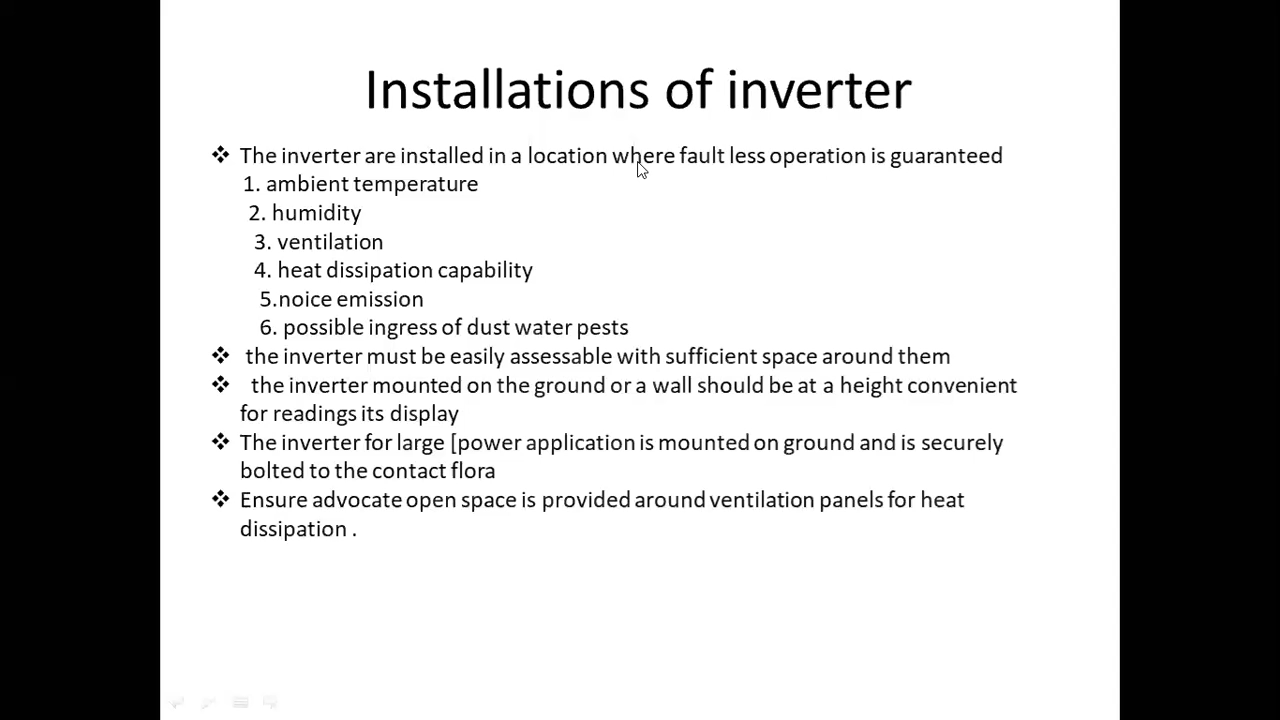 Installations of inverter
❖ The inverter are installed in a location where fault less operation is guaranteed
1. ambient temperature
2. humidity
3. ventilation
4. heat dissipation capability
5.noice emission
6. possible ingress of dust water pests
❖ the inverter must be easily assessable with sufficient space around them
❖ the inverter mounted on the ground or a wall should be at a height convenient
for readings its display
❖ The inverter for large [power application is mounted on ground and is securely
bolted to the contact flora
❖ Ensure advocate open space is provided around ventilation panels for heat
dissipation .